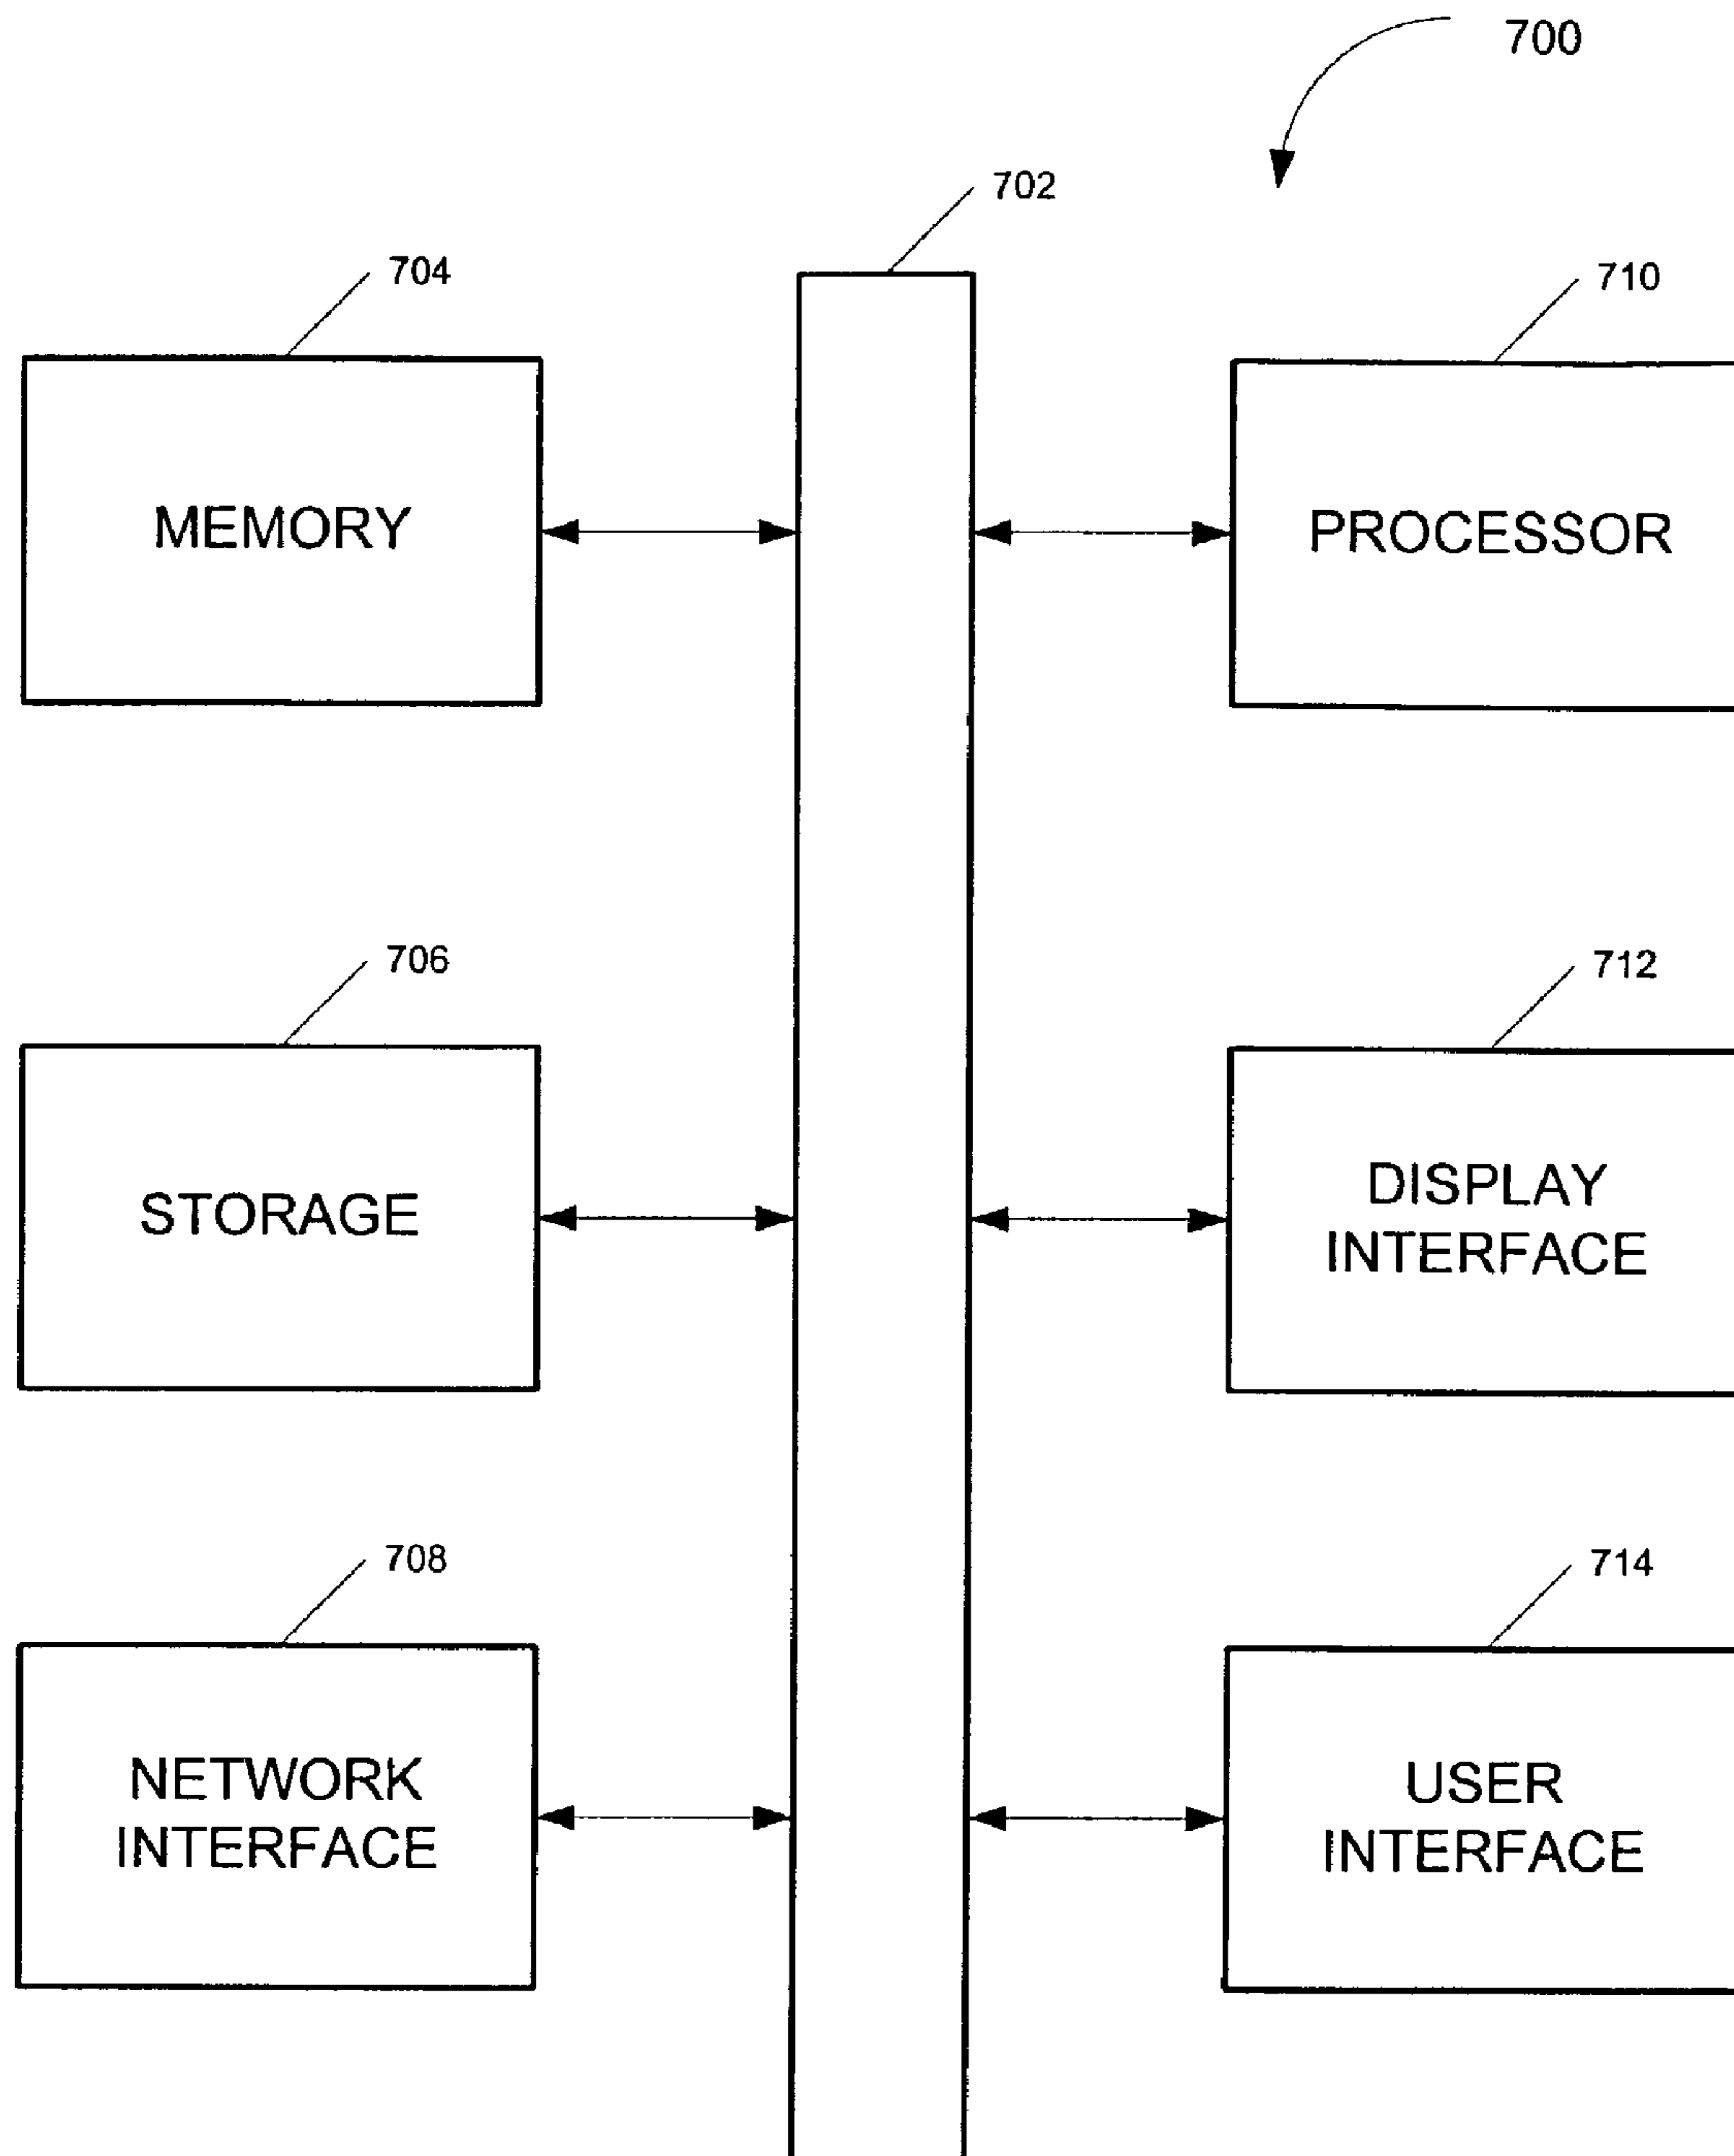 700
702
704
710
MEMORY
PROCESSOR
706
712
STORAGE
DISPLAY
INTERFACE
708
714
NETWORK
INTERFACE
USER
INTERFACE